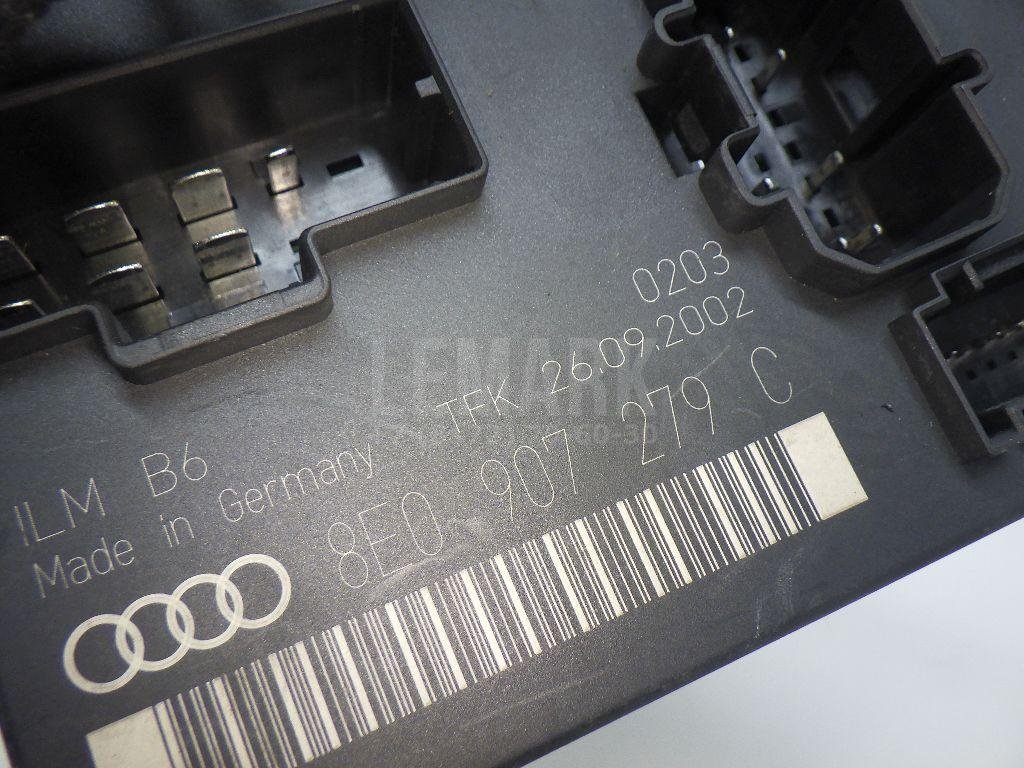 0203
ILM B6 TFK 26.09.2002
Made in Germany
8E0 907 279 C
LEMARK